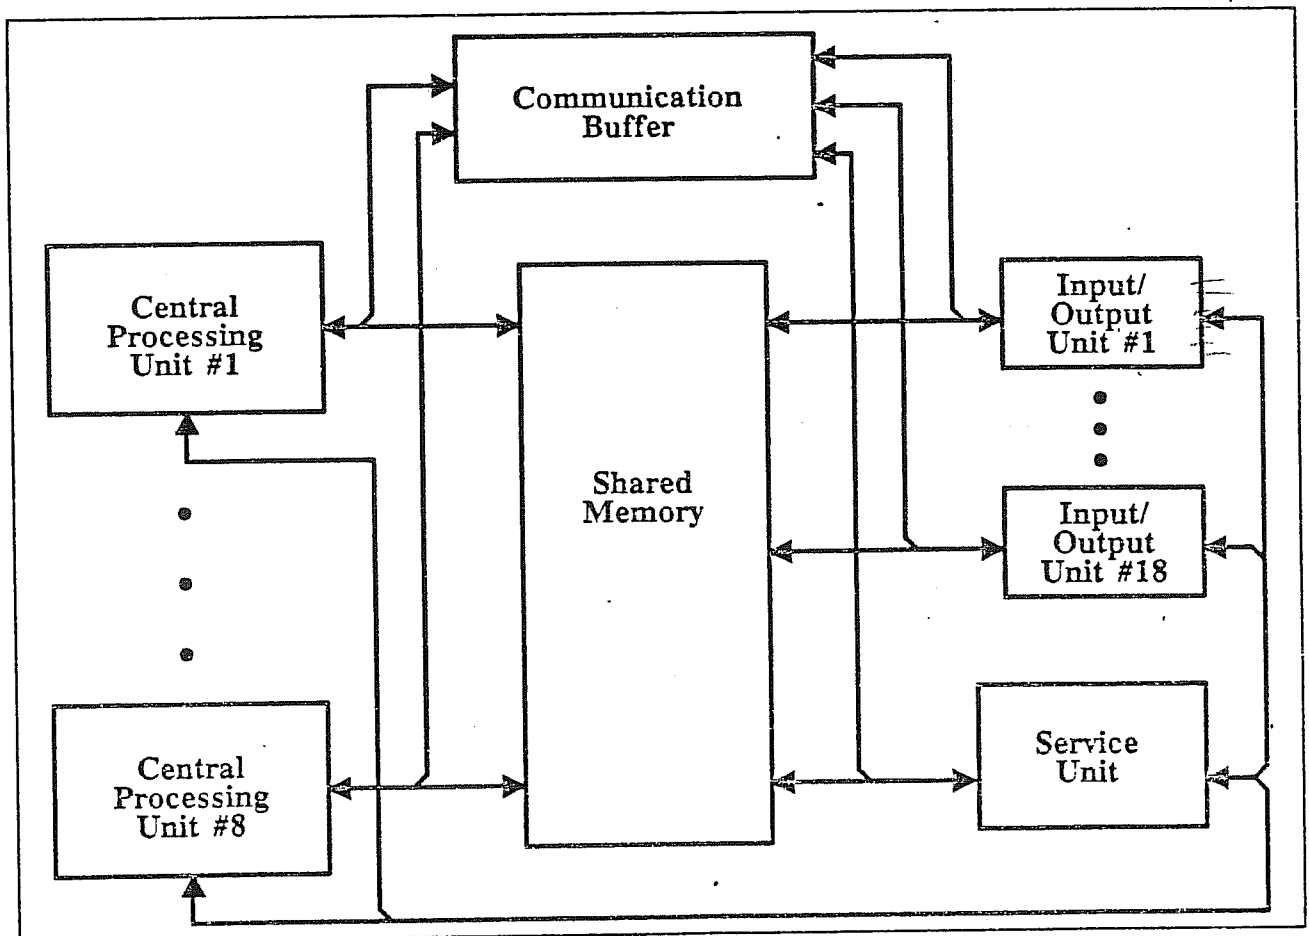 Communication
Buffer
Central
Processing
Unit #1
Input/
Output
Unit #1
Shared
Memory
Input/
Output
Unit #18
Central
Processing
Unit #8
Service
Unit